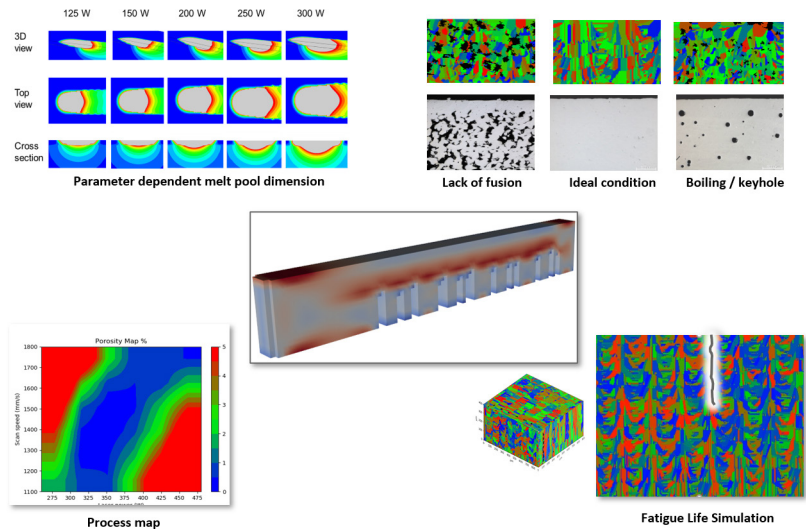 125 W 150 W 200 W 250 W 300 W
3D
view
Top
view
Cross
section
Parameter dependent melt pool dimension
Lack of fusion Ideal condition Boiling / keyhole
Porosity Map %
Scan speed (mm/s)
1800
1700
1600
1500
1400
1300
1200
1100
5
4
3
2
1
0
275 300 325 350 375 400 425 450 475
Process map
Fatigue Life Simulation